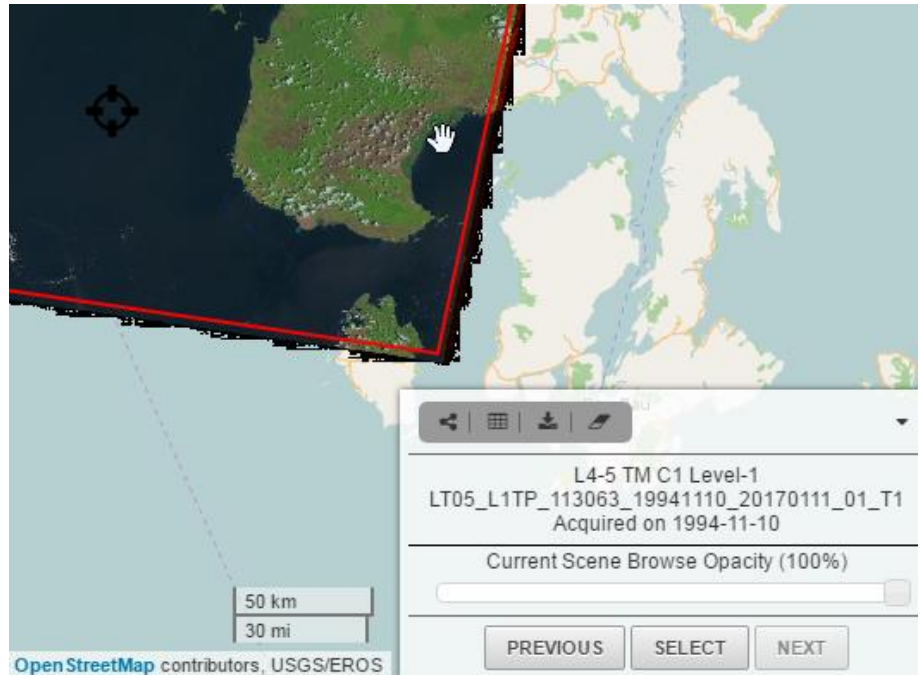 L4-5 TM C1 Level-1
LT05_L1TP_113063_19941110_20170111_01_T1
Acquired on 1994-11-10
Current Scene Browse Opacity (100%)
50 km
30 mi
PREVIOUS SELECT NEXT
OpenStreetMap contributors, USGS/EROS